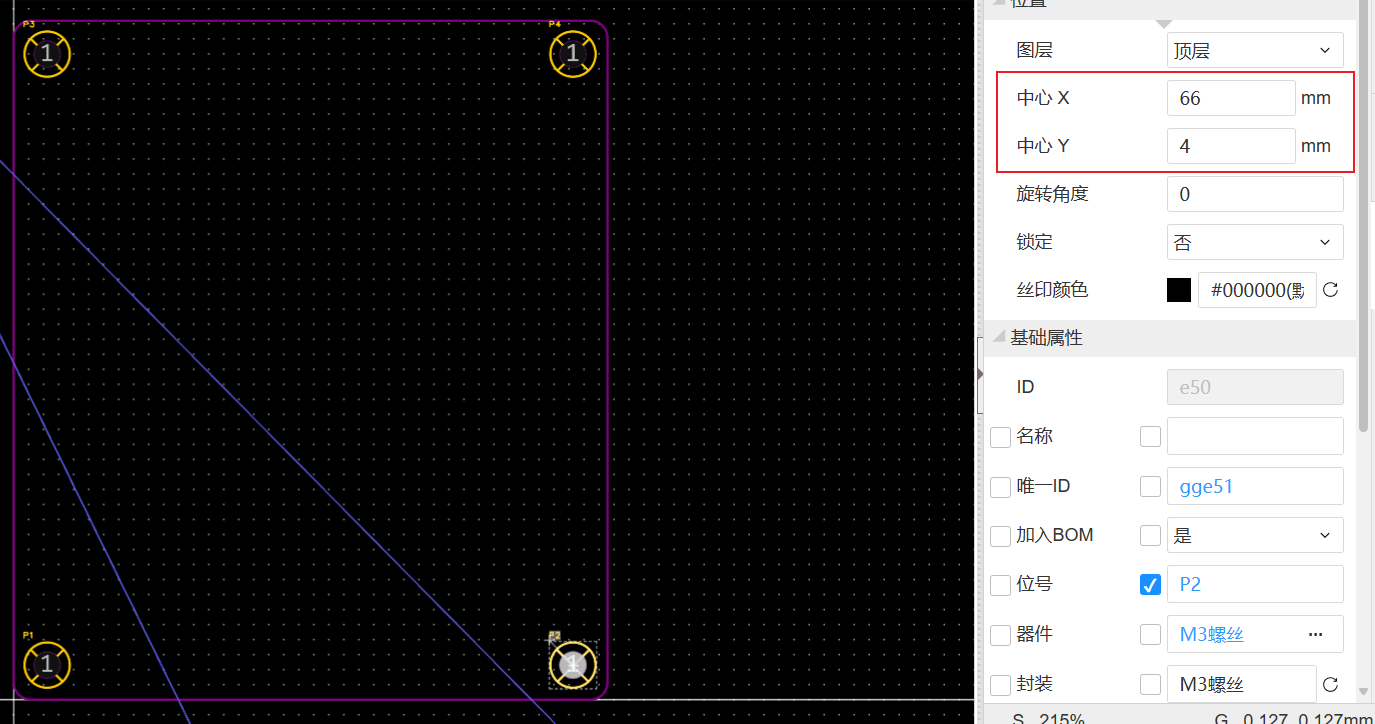 P3
P4
1
1
P1
P2
1
1
位置
图层 顶层
中心 X 66 mm
中心 Y 4 mm
旋转角度 0
锁定 否
丝印颜色 #000000(默
基础属性
ID e50
名称
唯一ID gge51
加入BOM 是
位号 P2
器件 M3螺丝 ...
封装 M3螺丝
S 215% G 0.127, 0.127mm